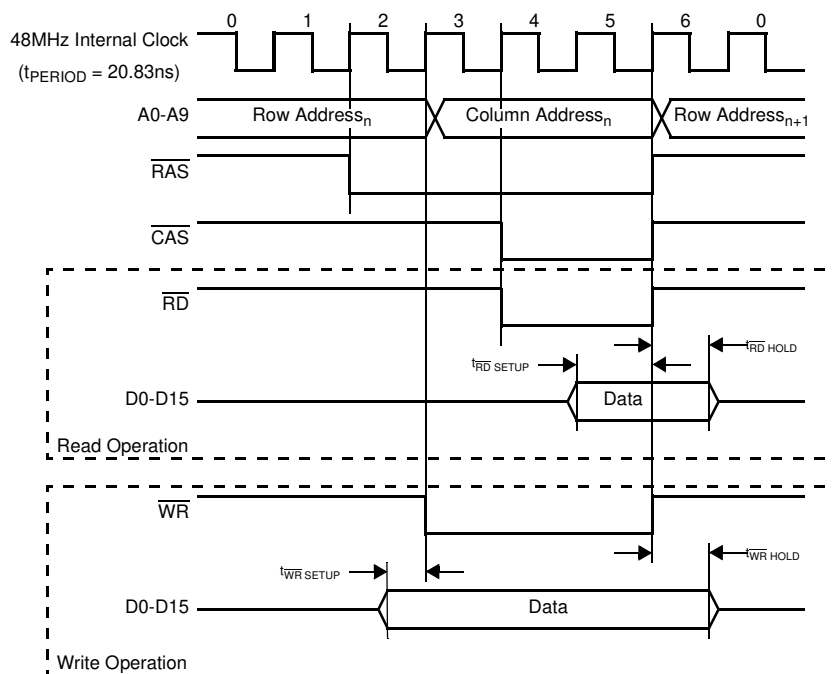 0 1 2 3 4 5 6 0
48MHz Internal Clock
(tPERIOD = 20.83ns)
A0-A9 Row Addressn Column Addressn Row Addressn+1
RAS
CAS
RD
tRD SETUP tRD HOLD
D0-D15 Data
Read Operation
WR
tWR SETUP tWR HOLD
D0-D15 Data
Write Operation